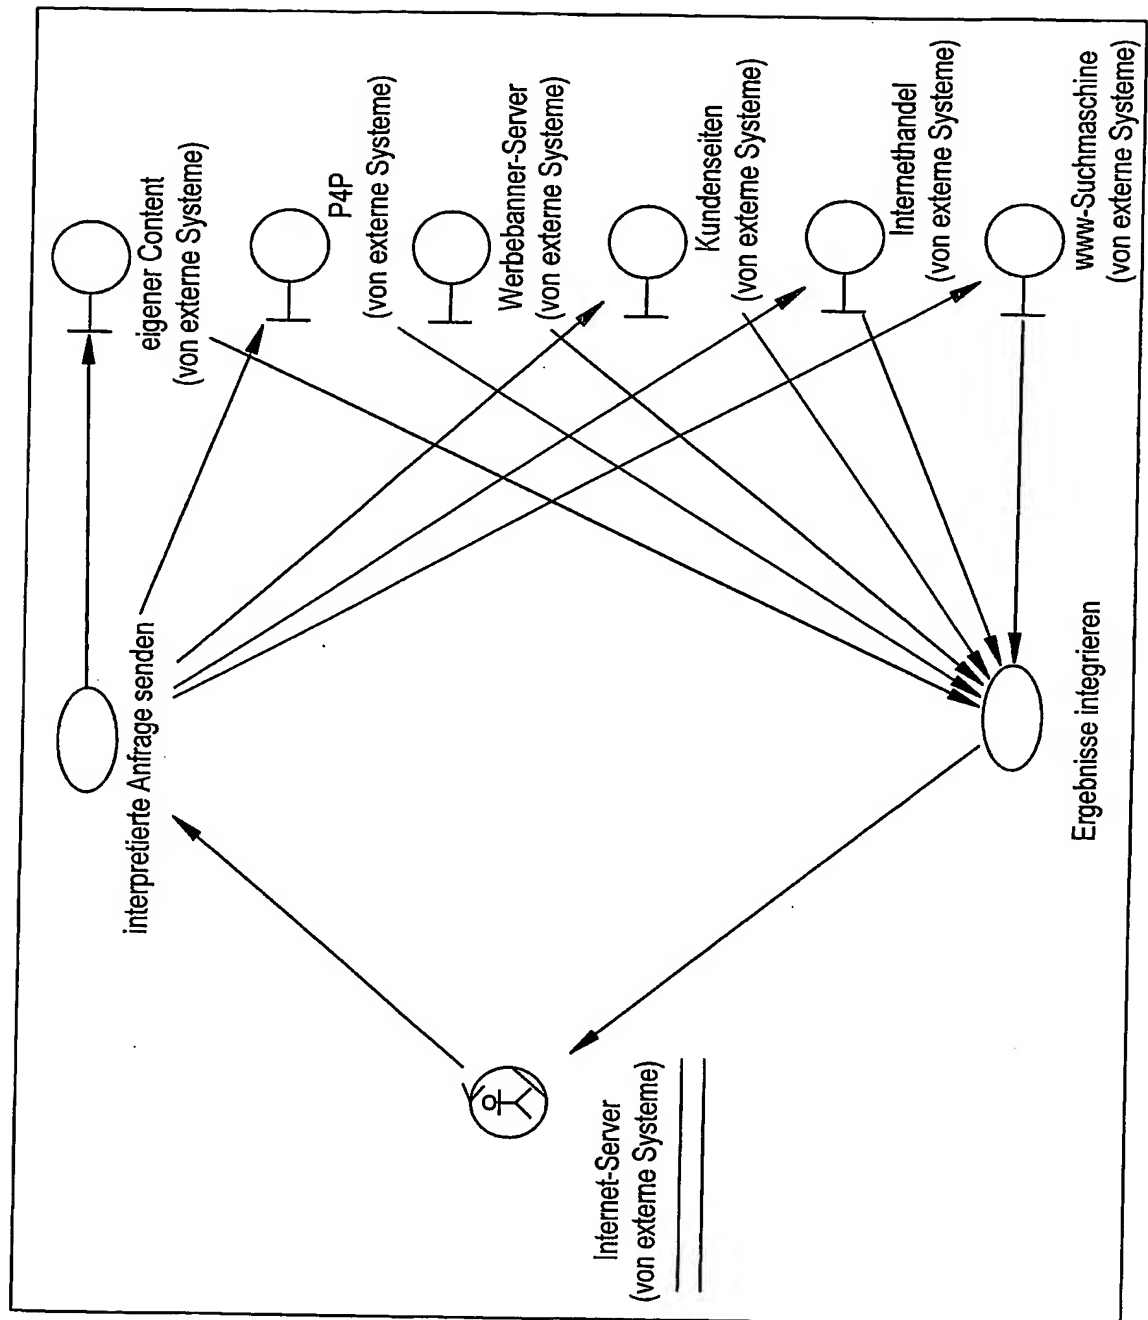 interpretierte Anfrage senden
eigener Content
(von externe Systeme)
P4P
(von externe Systeme)
Werbebanner-Server
(von externe Systeme)
Kundenseiten
(von externe Systeme)
Internethandel
(von externe Systeme)
www-Suchmaschine
(von externe Systeme)
Internet-Server
(von externe Systeme)
Ergebnisse integrieren